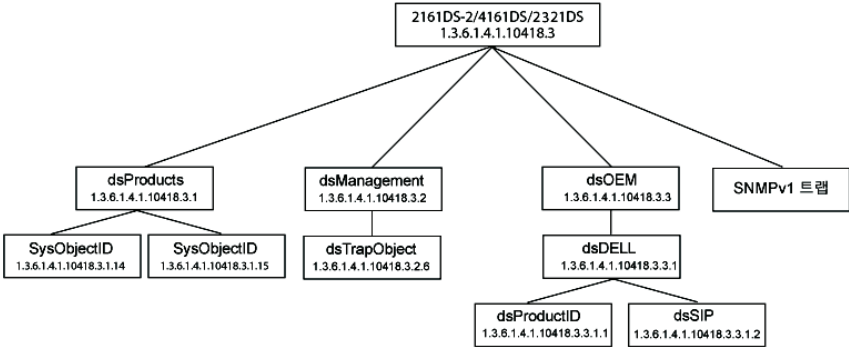 2161DS-2/4161DS/2321DS
1.3.6.1.4.1.10418.3
dsProducts
1.3.6.1.4.1.10418.3.1
dsManagement
1.3.6.1.4.1.10418.3.2
dsOEM
1.3.6.1.4.1.10418.3.3
SNMPv1 트랩
SysObjectID
1.3.6.1.4.1.10418.3.1.14
SysObjectID
1.3.6.1.4.1.10418.3.1.15
dsTrapObject
1.3.6.1.4.1.10418.3.2.6
dsDELL
1.3.6.1.4.1.10418.3.3.1
dsProductID
1.3.6.1.4.1.10418.3.3.1.1
dsSIP
1.3.6.1.4.1.10418.3.3.1.2